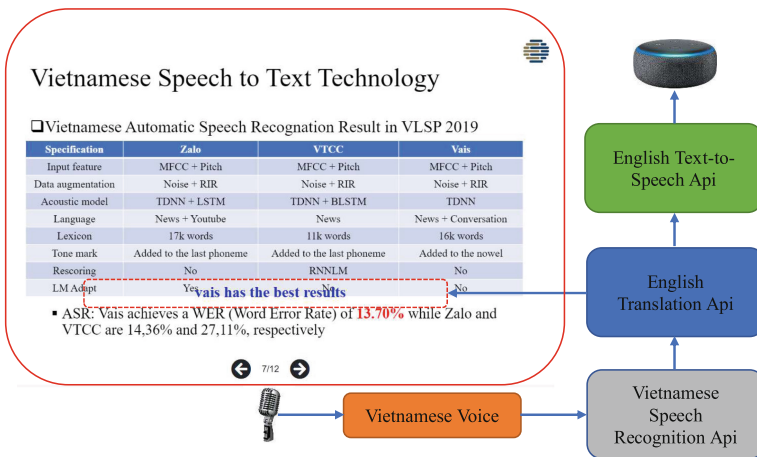 Vietnamese Speech to Text Technology
❑Vietnamese Automatic Speech Recognation Result in VLSP 2019
Specification Zalo VTCC Vais
Input feature MFCC + Pitch MFCC + Pitch MFCC + Pitch
Data augmentation Noise + RIR Noise + RIR Noise + RIR
Acoustic model TDNN + LSTM TDNN + BLSTM TDNN
Language News + Youtube News News + Conversation
Lexicon 17k words 11k words 16k words
Tone mark Added to the last phoneme Added to the last phoneme Added to the nowel
Rescoring No RNNLM No
LM Adapt Yes No No
vais has the best results
▪ ASR: Vais achieves a WER (Word Error Rate) of 13.70% while Zalo and
VTCC are 14,36% and 27,11%, respectively
7/12
English Text-to-
Speech Api
English
Translation Api
Vietnamese
Speech
Recognition Api
Vietnamese Voice